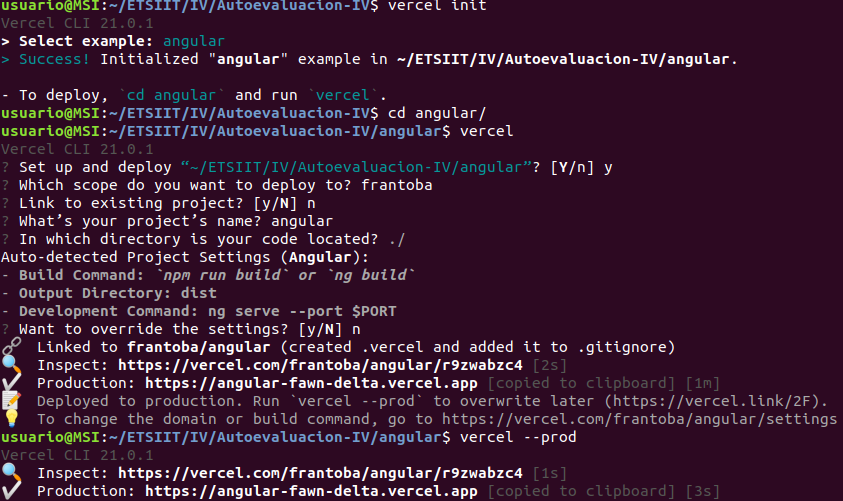 usuario@MSI:~/ETSIIT/IV/Autoevaluacion-IV$ vercel init
Vercel CLI 21.0.1
> Select example: angular
> Success! Initialized "angular" example in ~/ETSIIT/IV/Autoevaluacion-IV/angular.
- To deploy, `cd angular` and run `vercel`.
usuario@MSI:~/ETSIIT/IV/Autoevaluacion-IV$ cd angular/
usuario@MSI:~/ETSIIT/IV/Autoevaluacion-IV/angular$ vercel
Vercel CLI 21.0.1
? Set up and deploy “~/ETSIIT/IV/Autoevaluacion-IV/angular”? [Y/n] y
? Which scope do you want to deploy to? frantoba
? Link to existing project? [y/N] n
? What’s your project’s name? angular
? In which directory is your code located? ./
Auto-detected Project Settings (Angular):
- Build Command: `npm run build` or `ng build`
- Output Directory: dist
- Development Command: ng serve --port $PORT
? Want to override the settings? [y/N] n
Linked to frantoba/angular (created .vercel and added it to .gitignore)
Inspect: https://vercel.com/frantoba/angular/r9zwabzc4 [2s]
Production: https://angular-fawn-delta.vercel.app [copied to clipboard] [1m]
Deployed to production. Run `vercel --prod` to overwrite later (https://vercel.link/2F).
To change the domain or build command, go to https://vercel.com/frantoba/angular/settings
usuario@MSI:~/ETSIIT/IV/Autoevaluacion-IV/angular$ vercel --prod
Vercel CLI 21.0.1
Inspect: https://vercel.com/frantoba/angular/r9zwabzc4 [1s]
Production: https://angular-fawn-delta.vercel.app [copied to clipboard] [3s]